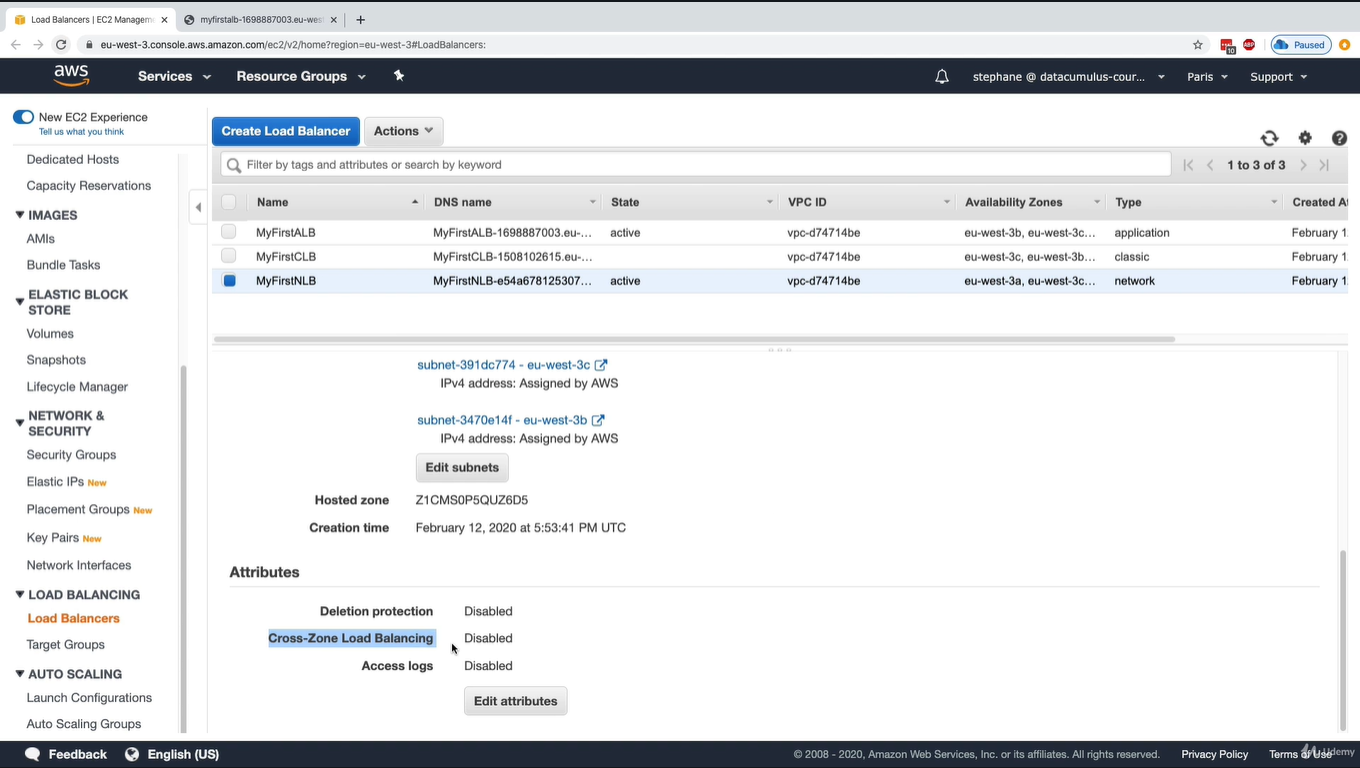 Load Balancers | EC2 Managem
myfirstalb-1698887003.eu-wes
eu-west-3.console.aws.amazon.com/ec2/v2/home?region=eu-west-3#LoadBalancers:
10
ABP
Paused
aws
Services
Resource Groups
stephane @ datacumulus-cour...
Paris
Support
New EC2 Experience
Tell us what you think
Dedicated Hosts
Capacity Reservations
IMAGES
AMIs
Bundle Tasks
ELASTIC BLOCK
STORE
Volumes
Snapshots
Lifecycle Manager
NETWORK &
SECURITY
Security Groups
Elastic IPs New
Placement Groups New
Key Pairs New
Network Interfaces
LOAD BALANCING
Load Balancers
Target Groups
AUTO SCALING
Launch Configurations
Auto Scaling Groups
Create Load Balancer
Actions
Filter by tags and attributes or search by keyword
1 to 3 of 3
Name DNS name State VPC ID Availability Zones Type Created At
MyFirstALB MyFirstALB-1698887003.eu-... active vpc-d74714be eu-west-3b, eu-west-3c... application February 1
MyFirstCLB MyFirstCLB-1508102615.eu-... vpc-d74714be eu-west-3c, eu-west-3b... classic February 1
MyFirstNLB MyFirstNLB-e54a678125307... active vpc-d74714be eu-west-3a, eu-west-3c... network February 1
subnet-391dc774 - eu-west-3c
IPv4 address: Assigned by AWS
subnet-3470e14f - eu-west-3b
IPv4 address: Assigned by AWS
Edit subnets
Hosted zone Z1CMS0P5QUZ6D5
Creation time February 12, 2020 at 5:53:41 PM UTC
Attributes
Deletion protection Disabled
Cross-Zone Load Balancing Disabled
Access logs Disabled
Edit attributes
Feedback
English (US)
© 2008 - 2020, Amazon Web Services, Inc. or its affiliates. All rights reserved.
Privacy Policy
Terms of Use
Udemy